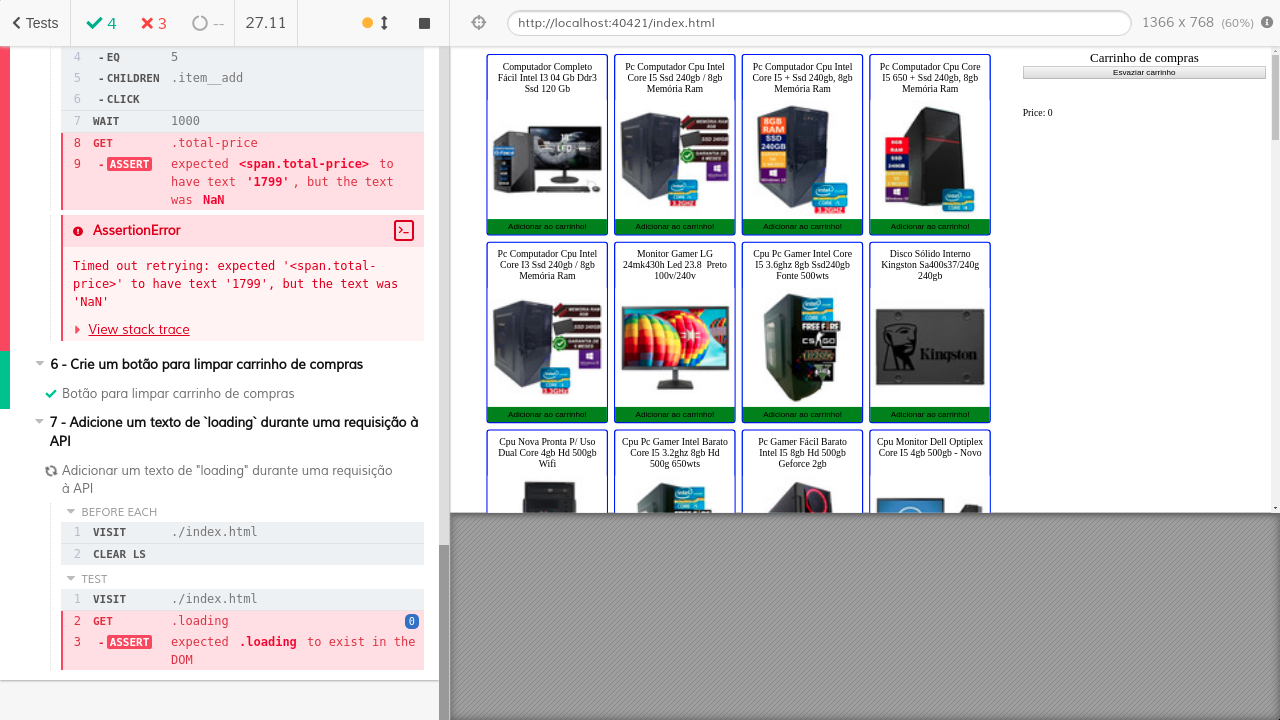 Tests
4
3
--
27.11
http://localhost:40421/index.html
1366 x 768 (60%)
4 - EQ 5
5 - CHILDREN .item__add
6 - CLICK
7 WAIT 1000
8 GET .total-price
9 - ASSERT expected <span.total-price> to
have text '1799', but the text
was NaN
AssertionError
Timed out retrying: expected '<span.total-
price>' to have text '1799', but the text was
'NaN'
View stack trace
6 - Crie um botão para limpar carrinho de compras
Botão para limpar carrinho de compras
7 - Adicione um texto de `loading` durante uma requisição à
API
Adicionar um texto de "loading" durante uma requisição
à API
BEFORE EACH
1 VISIT ./index.html
2 CLEAR LS
TEST
1 VISIT ./index.html
2 GET .loading 0
3 - ASSERT expected .loading to exist in the
DOM
Computador Completo
Fácil Intel I3 04 Gb Ddr3
Ssd 120 Gb
Adicionar ao carrinho!
Pc Computador Cpu Intel
Core I5 Ssd 240gb / 8gb
Memória Ram
Adicionar ao carrinho!
Pc Computador Cpu Intel
Core I5 + Ssd 240gb, 8gb
Memória Ram
8GB
RAM
SSD
240GB
Adicionar ao carrinho!
Pc Computador Cpu Core
I5 650 + Ssd 240gb, 8gb
Memória Ram
Adicionar ao carrinho!
Pc Computador Cpu Intel
Core I3 Ssd 240gb / 8gb
Memória Ram
Adicionar ao carrinho!
Monitor Gamer LG
24mk430h Led 23.8  Preto
100v/240v
Adicionar ao carrinho!
Cpu Pc Gamer Intel Core
I5 3.6ghz 8gb Ssd240gb
Fonte 500wts
FREE FIRE
CS:GO
Adicionar ao carrinho!
Disco Sólido Interno
Kingston Sa400s37/240g
240gb
Kingston
Adicionar ao carrinho!
Cpu Nova Pronta P/ Uso
Dual Core 4gb Hd 500gb
Wifi
Cpu Pc Gamer Intel Barato
Core I5 3.2ghz 8gb Hd
500g 650wts
Pc Gamer Fácil Barato
Intel I5 8gb Hd 500gb
Geforce 2gb
Cpu Monitor Dell Optiplex
Core I5 4gb 500gb - Novo
Carrinho de compras
Esvaziar carrinho
Price: 0